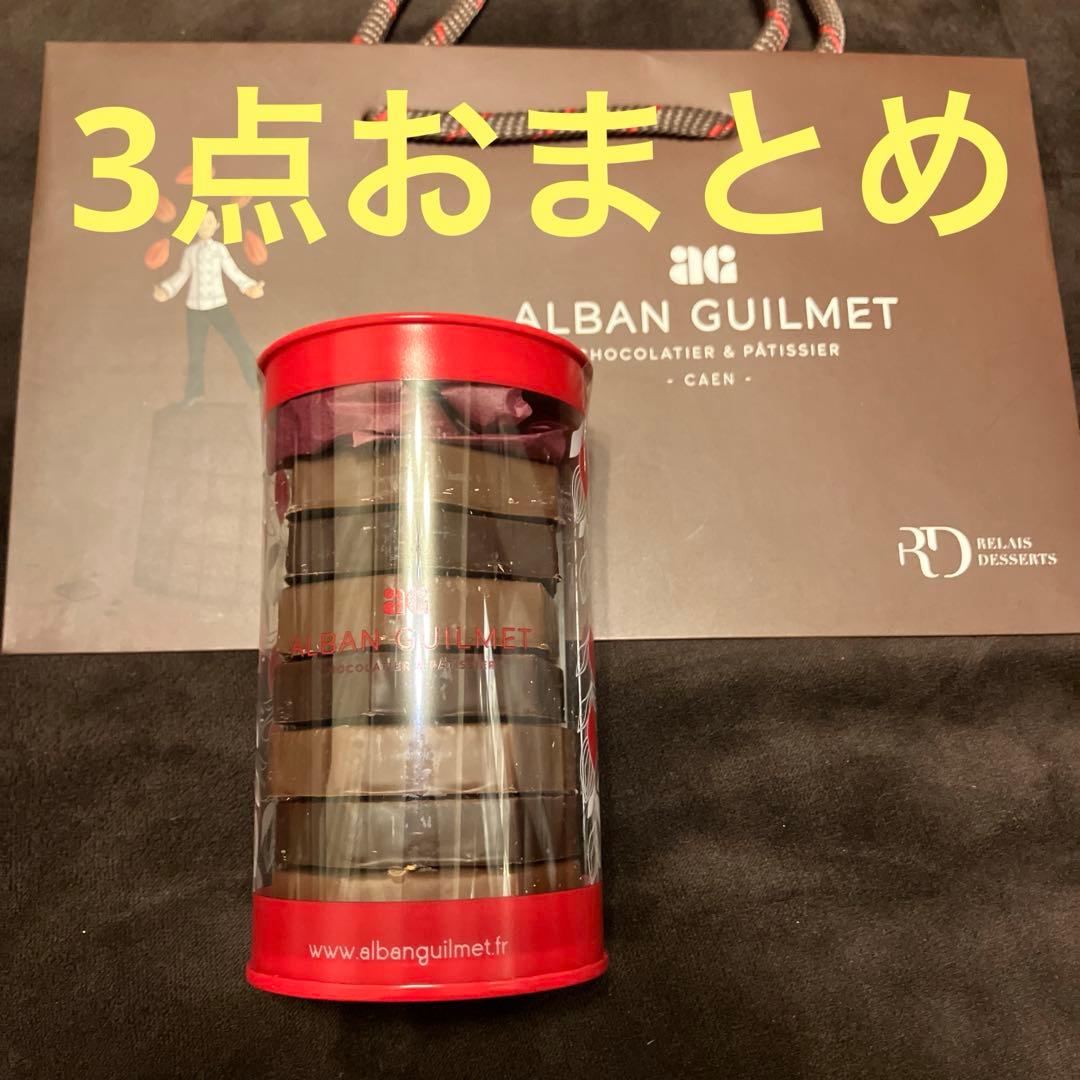 3点おまとめ
ag
ALBAN GUILMET
CHOCOLATIER & PÂTISSIER
- CAEN -
RD RELAIS
DESSERTS
ag
ALBAN GUILMET
CHOCOLATIER & PÂTISSIER
www.albanguilmet.fr